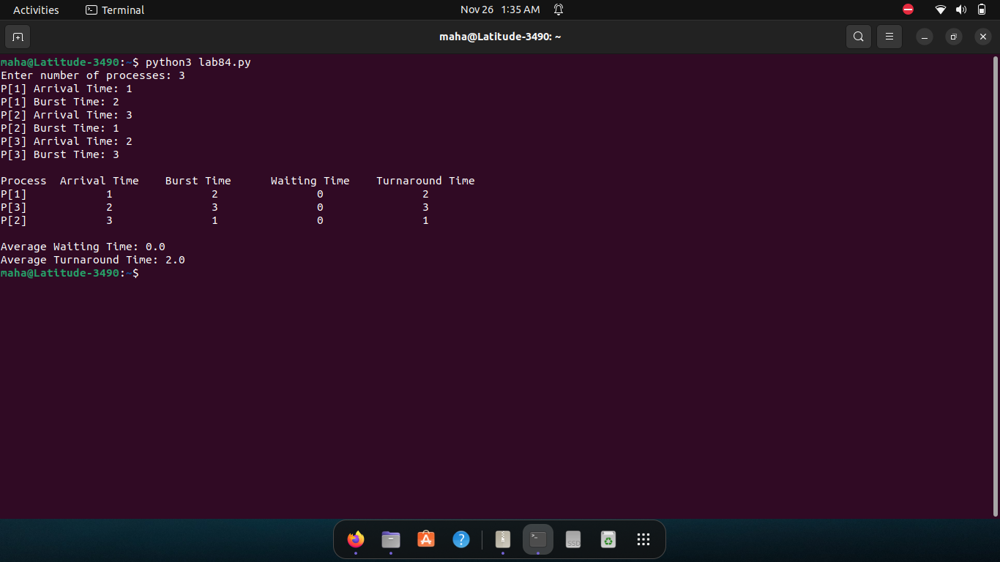 Activities Terminal Nov 26 1:35 AM
maha@Latitude-3490: ~
maha@Latitude-3490:~$ python3 lab84.py
Enter number of processes: 3
P[1] Arrival Time: 1
P[1] Burst Time: 2
P[2] Arrival Time: 3
P[2] Burst Time: 1
P[3] Arrival Time: 2
P[3] Burst Time: 3
Process Arrival Time Burst Time Waiting Time Turnaround Time
P[1] 1 2 0 2
P[3] 2 3 0 3
P[2] 3 1 0 1
Average Waiting Time: 0.0
Average Turnaround Time: 2.0
maha@Latitude-3490:~$
SSD